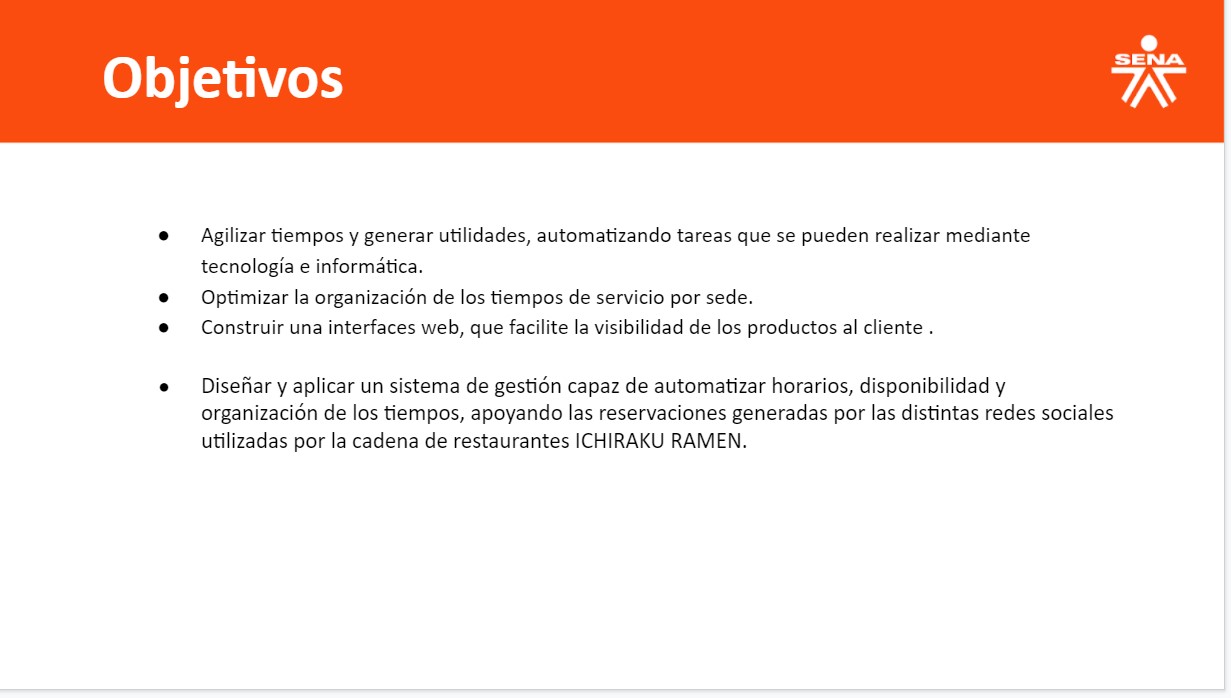 Objetivos
SENA
● Agilizar tiempos y generar utilidades, automatizando tareas que se pueden realizar mediante
tecnología e informática.
● Optimizar la organización de los tiempos de servicio por sede.
● Construir una interfaces web, que facilite la visibilidad de los productos al cliente .
● Diseñar y aplicar un sistema de gestión capaz de automatizar horarios, disponibilidad y
organización de los tiempos, apoyando las reservaciones generadas por las distintas redes sociales
utilizadas por la cadena de restaurantes ICHIRAKU RAMEN.